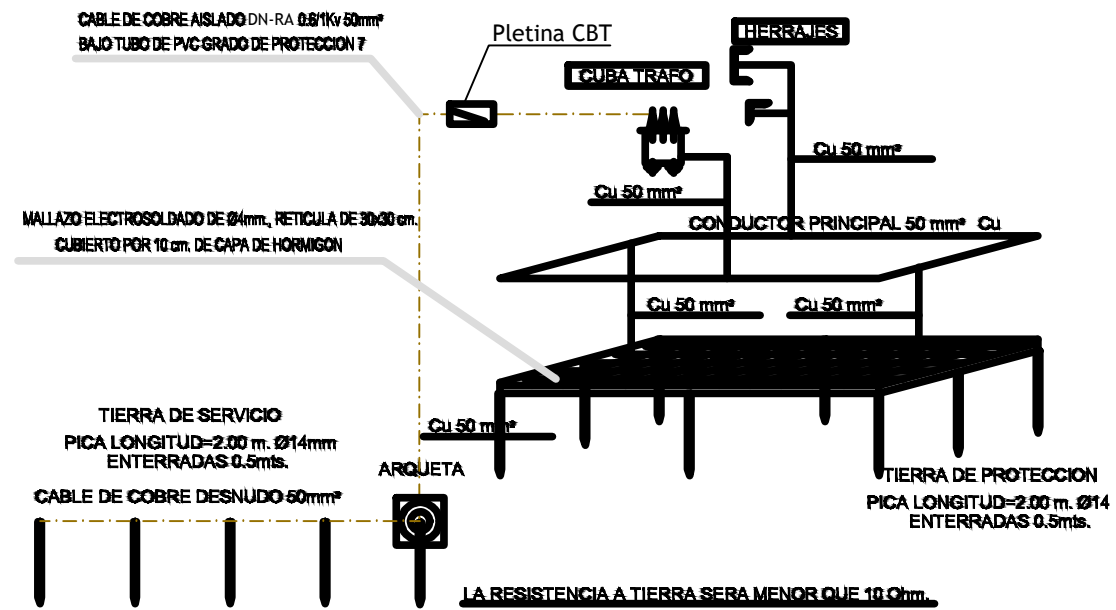 CABLE DE COBRE AISLADO DN-RA 0.6/1Kv 50mm²
BAJO TUBO DE PVC GRADO DE PROTECCION 7
Pletina CBT
HERRAJES
CUBA TRAFO
Cu 50 mm²
Cu 50 mm²
MALLAZO ELECTROSOLDADO DE Ø4mm., RETICULA DE 30x30 cm.
CUBIERTO POR 10 cm. DE CAPA DE HORMIGON
CONDUCTOR PRINCIPAL 50 mm² Cu
Cu 50 mm²
Cu 50 mm²
TIERRA DE SERVICIO
PICA LONGITUD=2.00 m. Ø14mm
ENTERRADAS 0.5mts.
Cu 50 mm²
ARQUETA
CABLE DE COBRE DESNUDO 50mm²
TIERRA DE PROTECCION
PICA LONGITUD=2.00 m. Ø14
ENTERRADAS 0.5mts.
LA RESISTENCIA A TIERRA SERA MENOR QUE 10 Ohm.